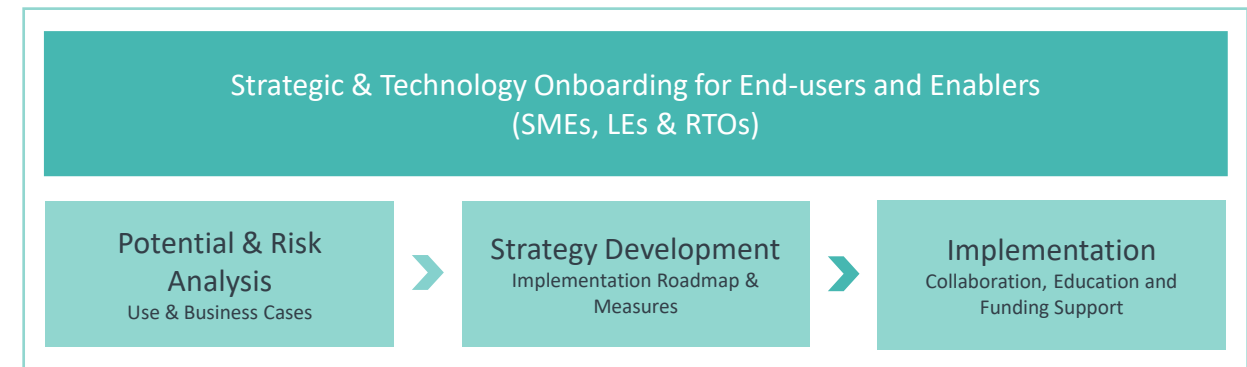 Strategic & Technology Onboarding for End-users and Enablers
(SMEs, LEs & RTOs)
Potential & Risk
Analysis
Use & Business Cases
Strategy Development
Implementation Roadmap &
Measures
Implementation
Collaboration, Education and
Funding Support